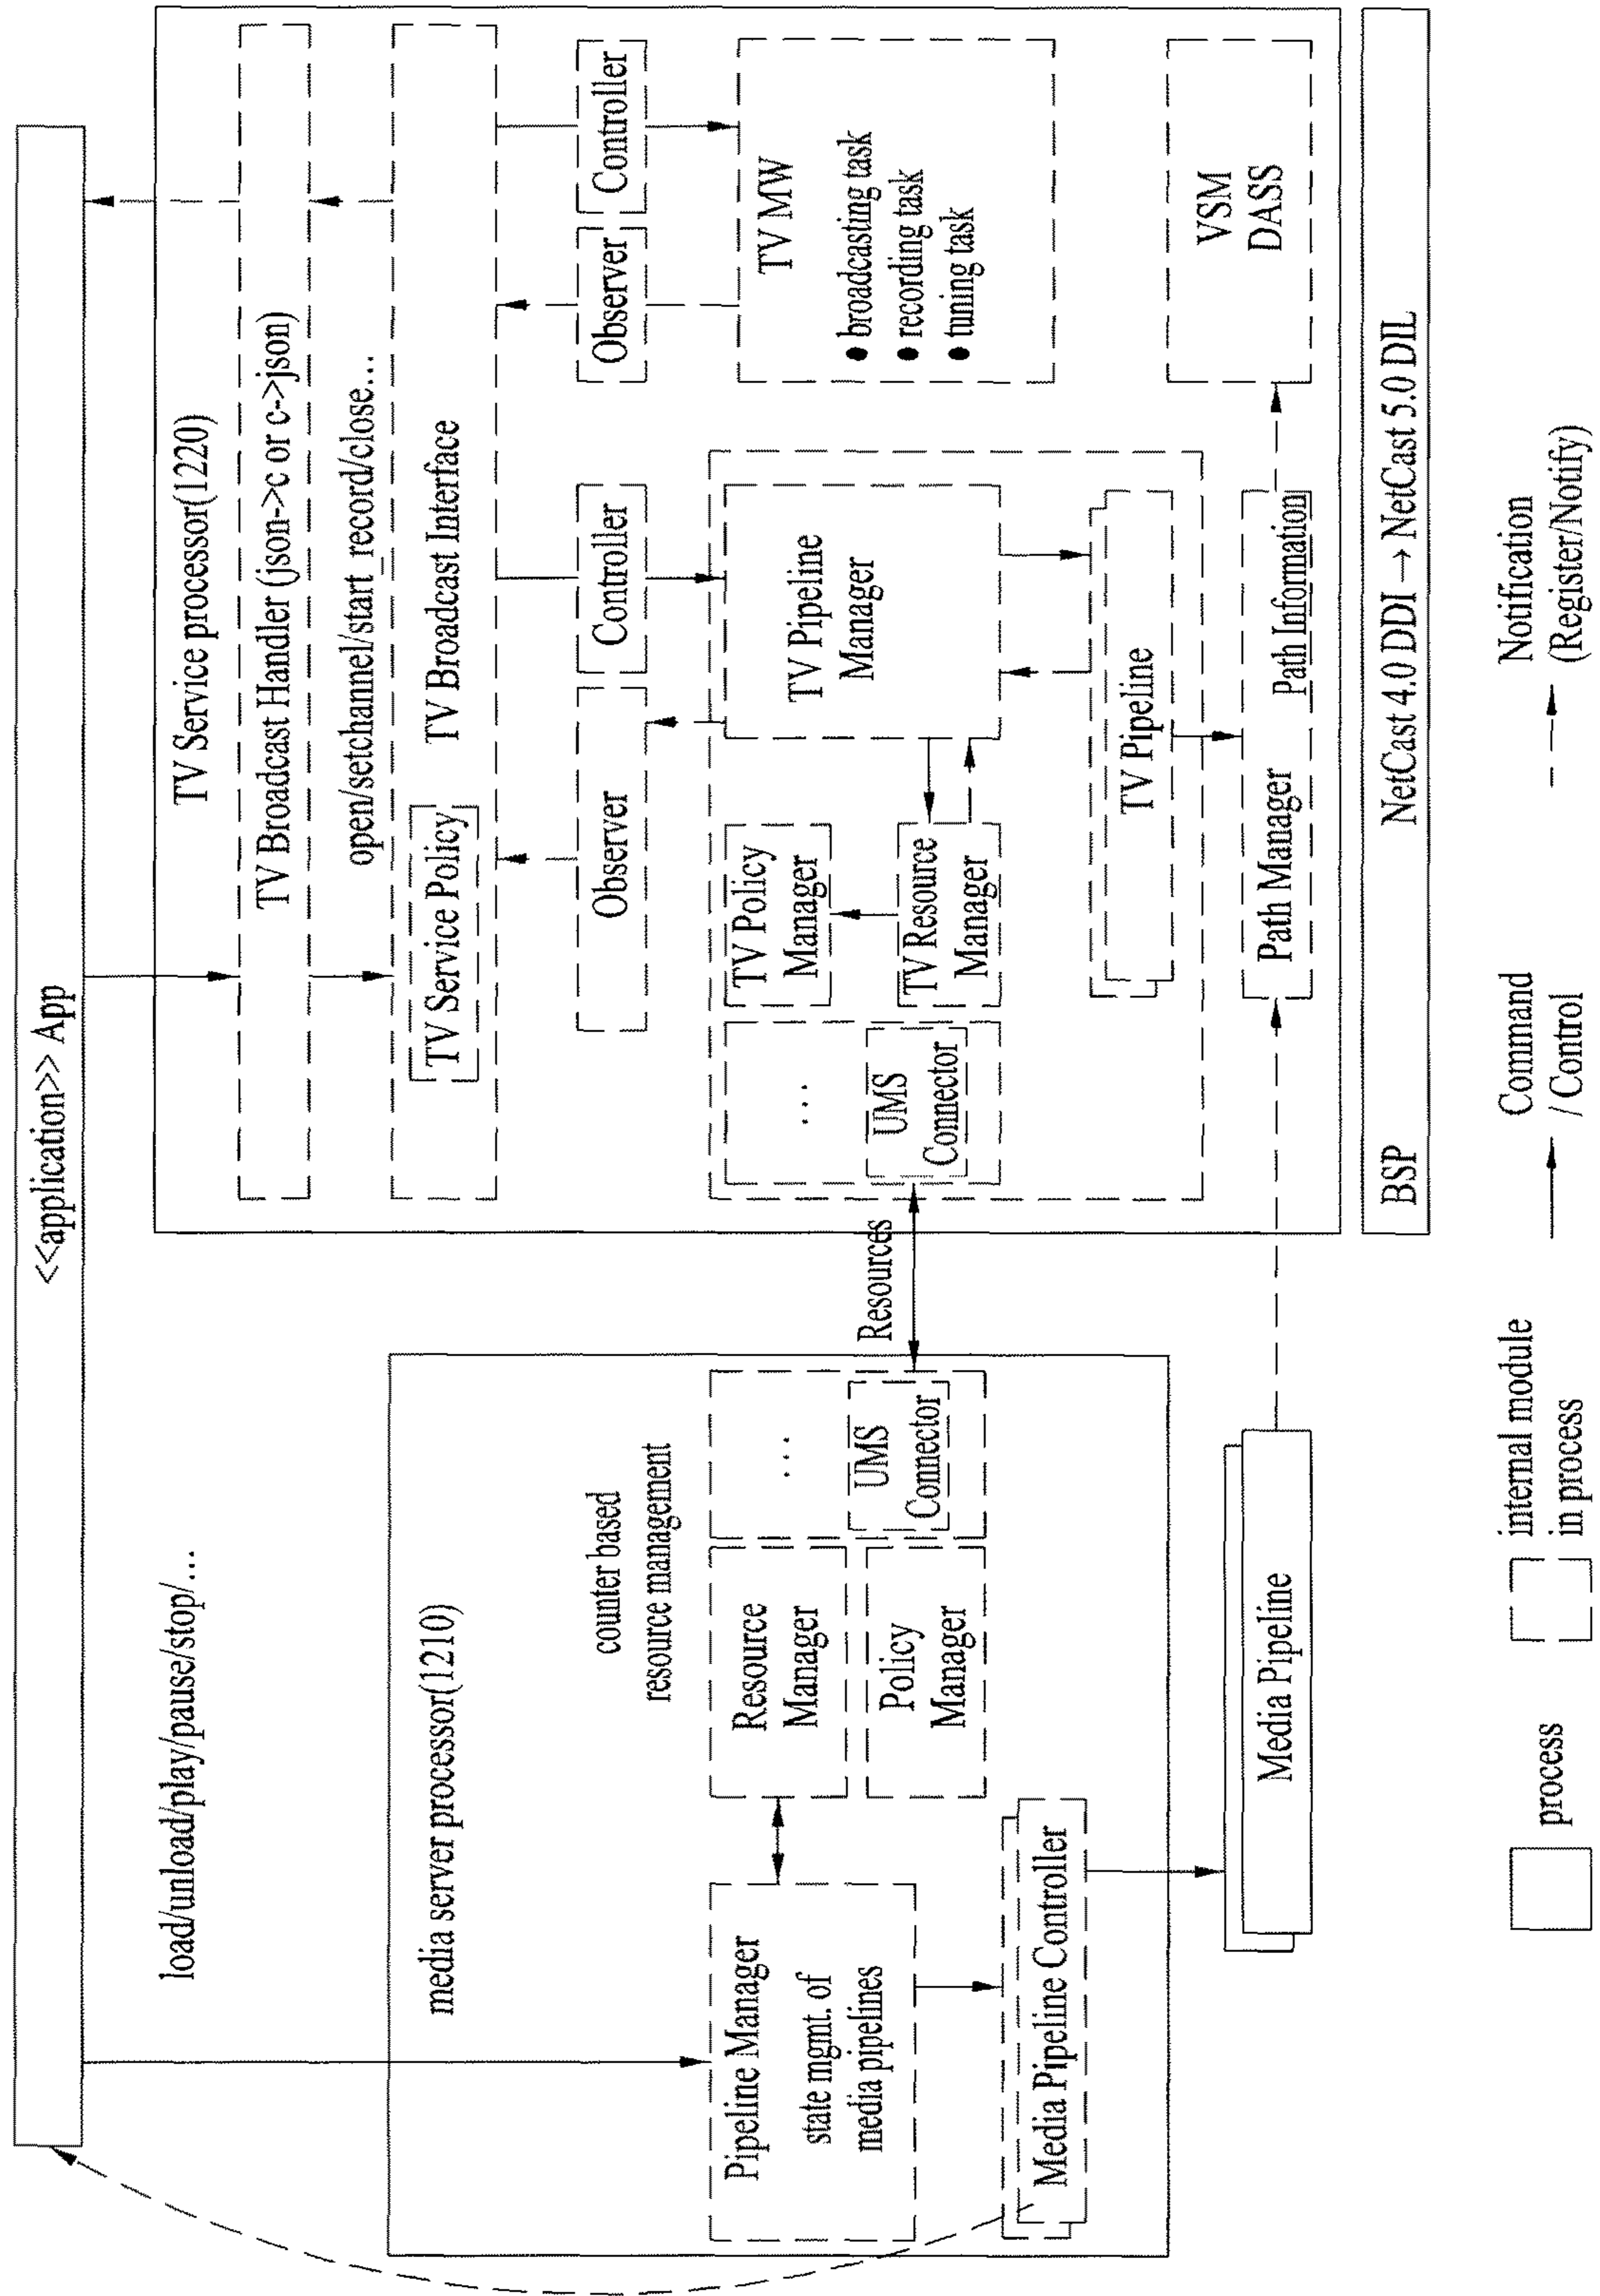 <<application>> App
load/unload/play/pause/stop/...
media server processor(1210)
counter based
resource management
Pipeline Manager
state mgmt. of
media pipelines
Resource
Manager
Policy
Manager
...
UMS
Connector
Media Pipeline Controller
Media Pipeline
Resources
TV Service processor(1220)
TV Broadcast Handler (json->c or c->json)
open/setchannel/start_record/close...
TV Service Policy
TV Broadcast Interface
Observer
Controller
Observer
Controller
...
UMS
Connector
TV Policy
Manager
TV Resource
Manager
TV Pipeline
Manager
TV Pipeline
TV MW
● broadcasting task
● recording task
● tuning task
Path Manager
Path Information
VSM
DASS
BSP
NetCast 4.0 DDI → NetCast 5.0 DIL
process
internal module
in process
Command
/ Control
Notification
(Register/Notify)